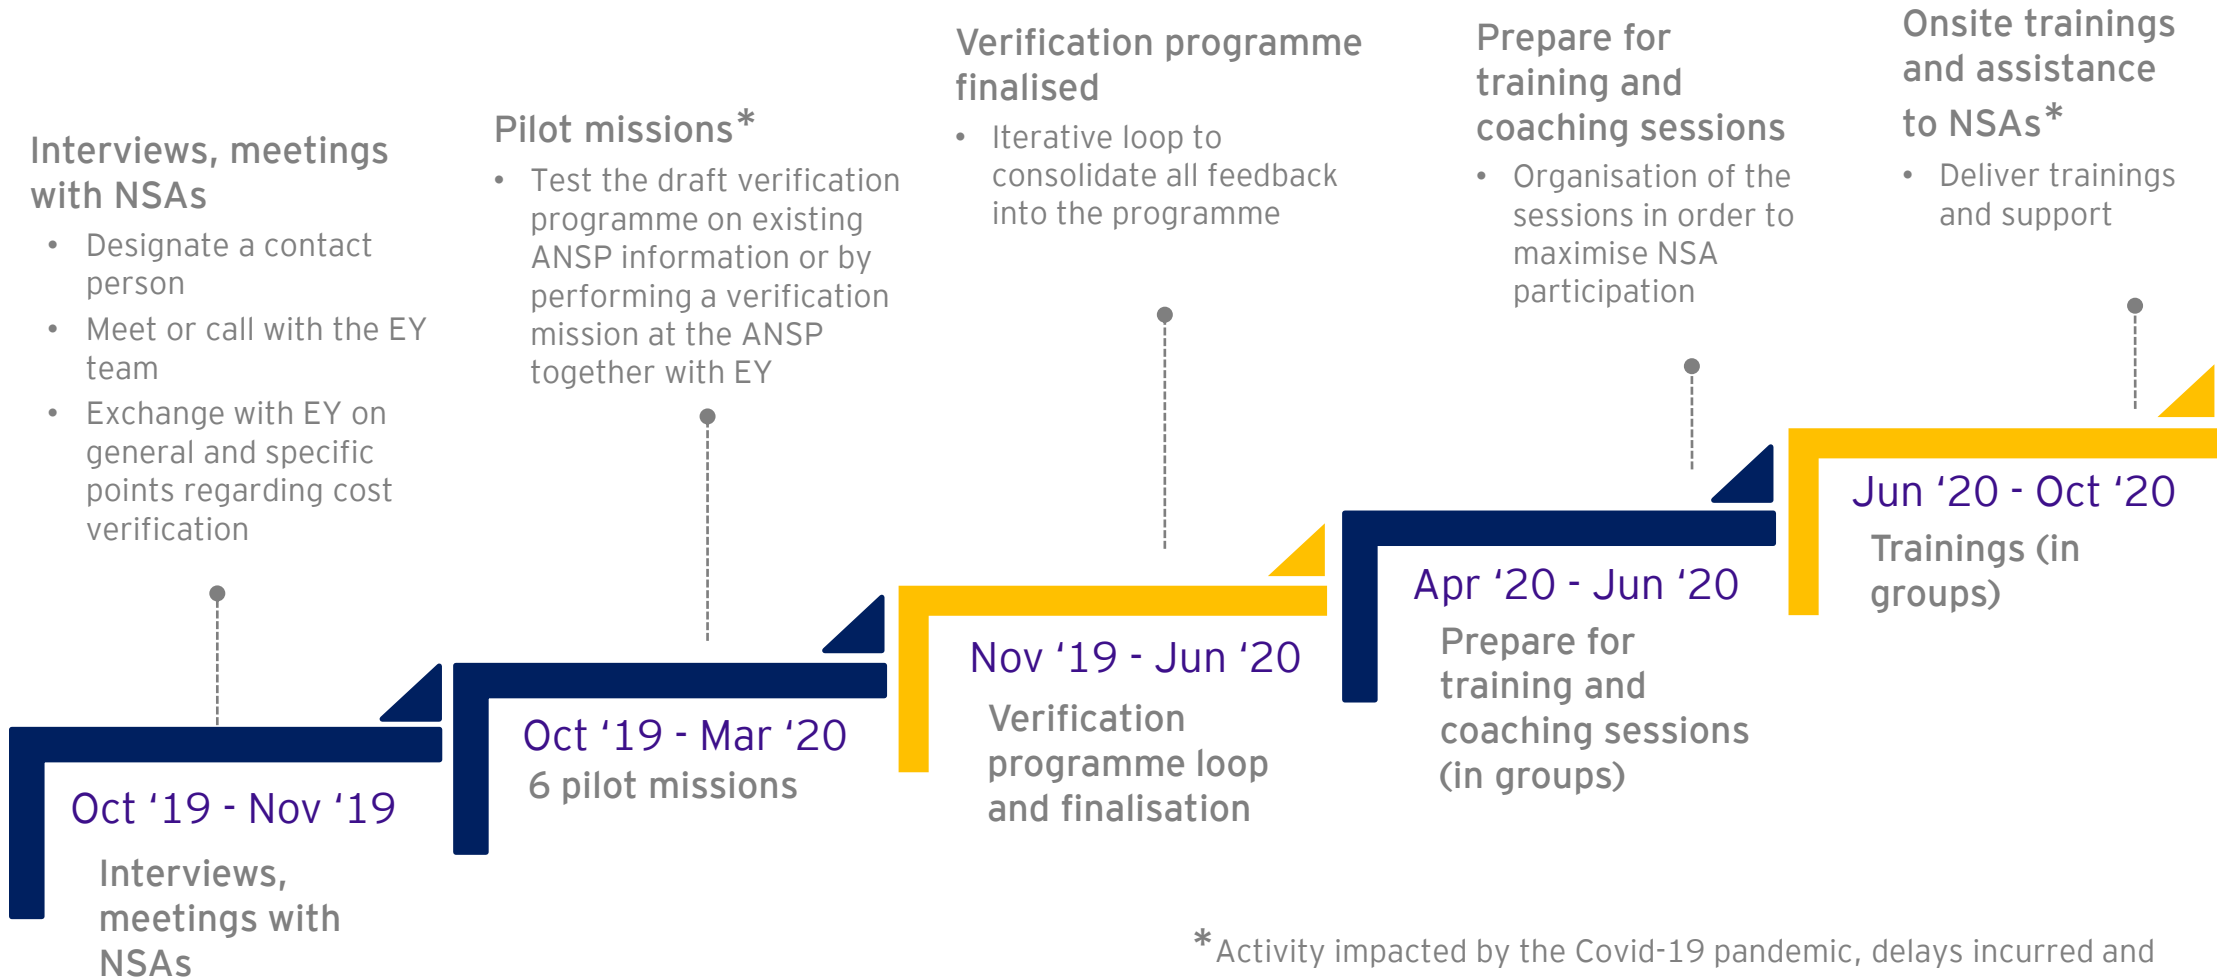 Interviews, meetings
with NSAs
• Designate a contact
person
• Meet or call with the EY
team
• Exchange with EY on
general and specific
points regarding cost
verification
Oct ‘19 - Nov ‘19
Interviews,
meetings with
NSAs
Pilot missions*
• Test the draft verification
programme on existing
ANSP information or by
performing a verification
mission at the ANSP
together with EY
Oct ‘19 - Mar ‘20
6 pilot missions
Verification programme
finalised
• Iterative loop to
consolidate all feedback
into the programme
Nov ‘19 - Jun ‘20
Verification
programme loop
and finalisation
Prepare for
training and
coaching sessions
• Organisation of the
sessions in order to
maximise NSA
participation
Apr ‘20 - Jun ‘20
Prepare for
training and
coaching sessions
(in groups)
Onsite trainings
and assistance
to NSAs*
• Deliver trainings
and support
Jun ‘20 - Oct ‘20
Trainings (in
groups)
*Activity impacted by the Covid-19 pandemic, delays incurred and